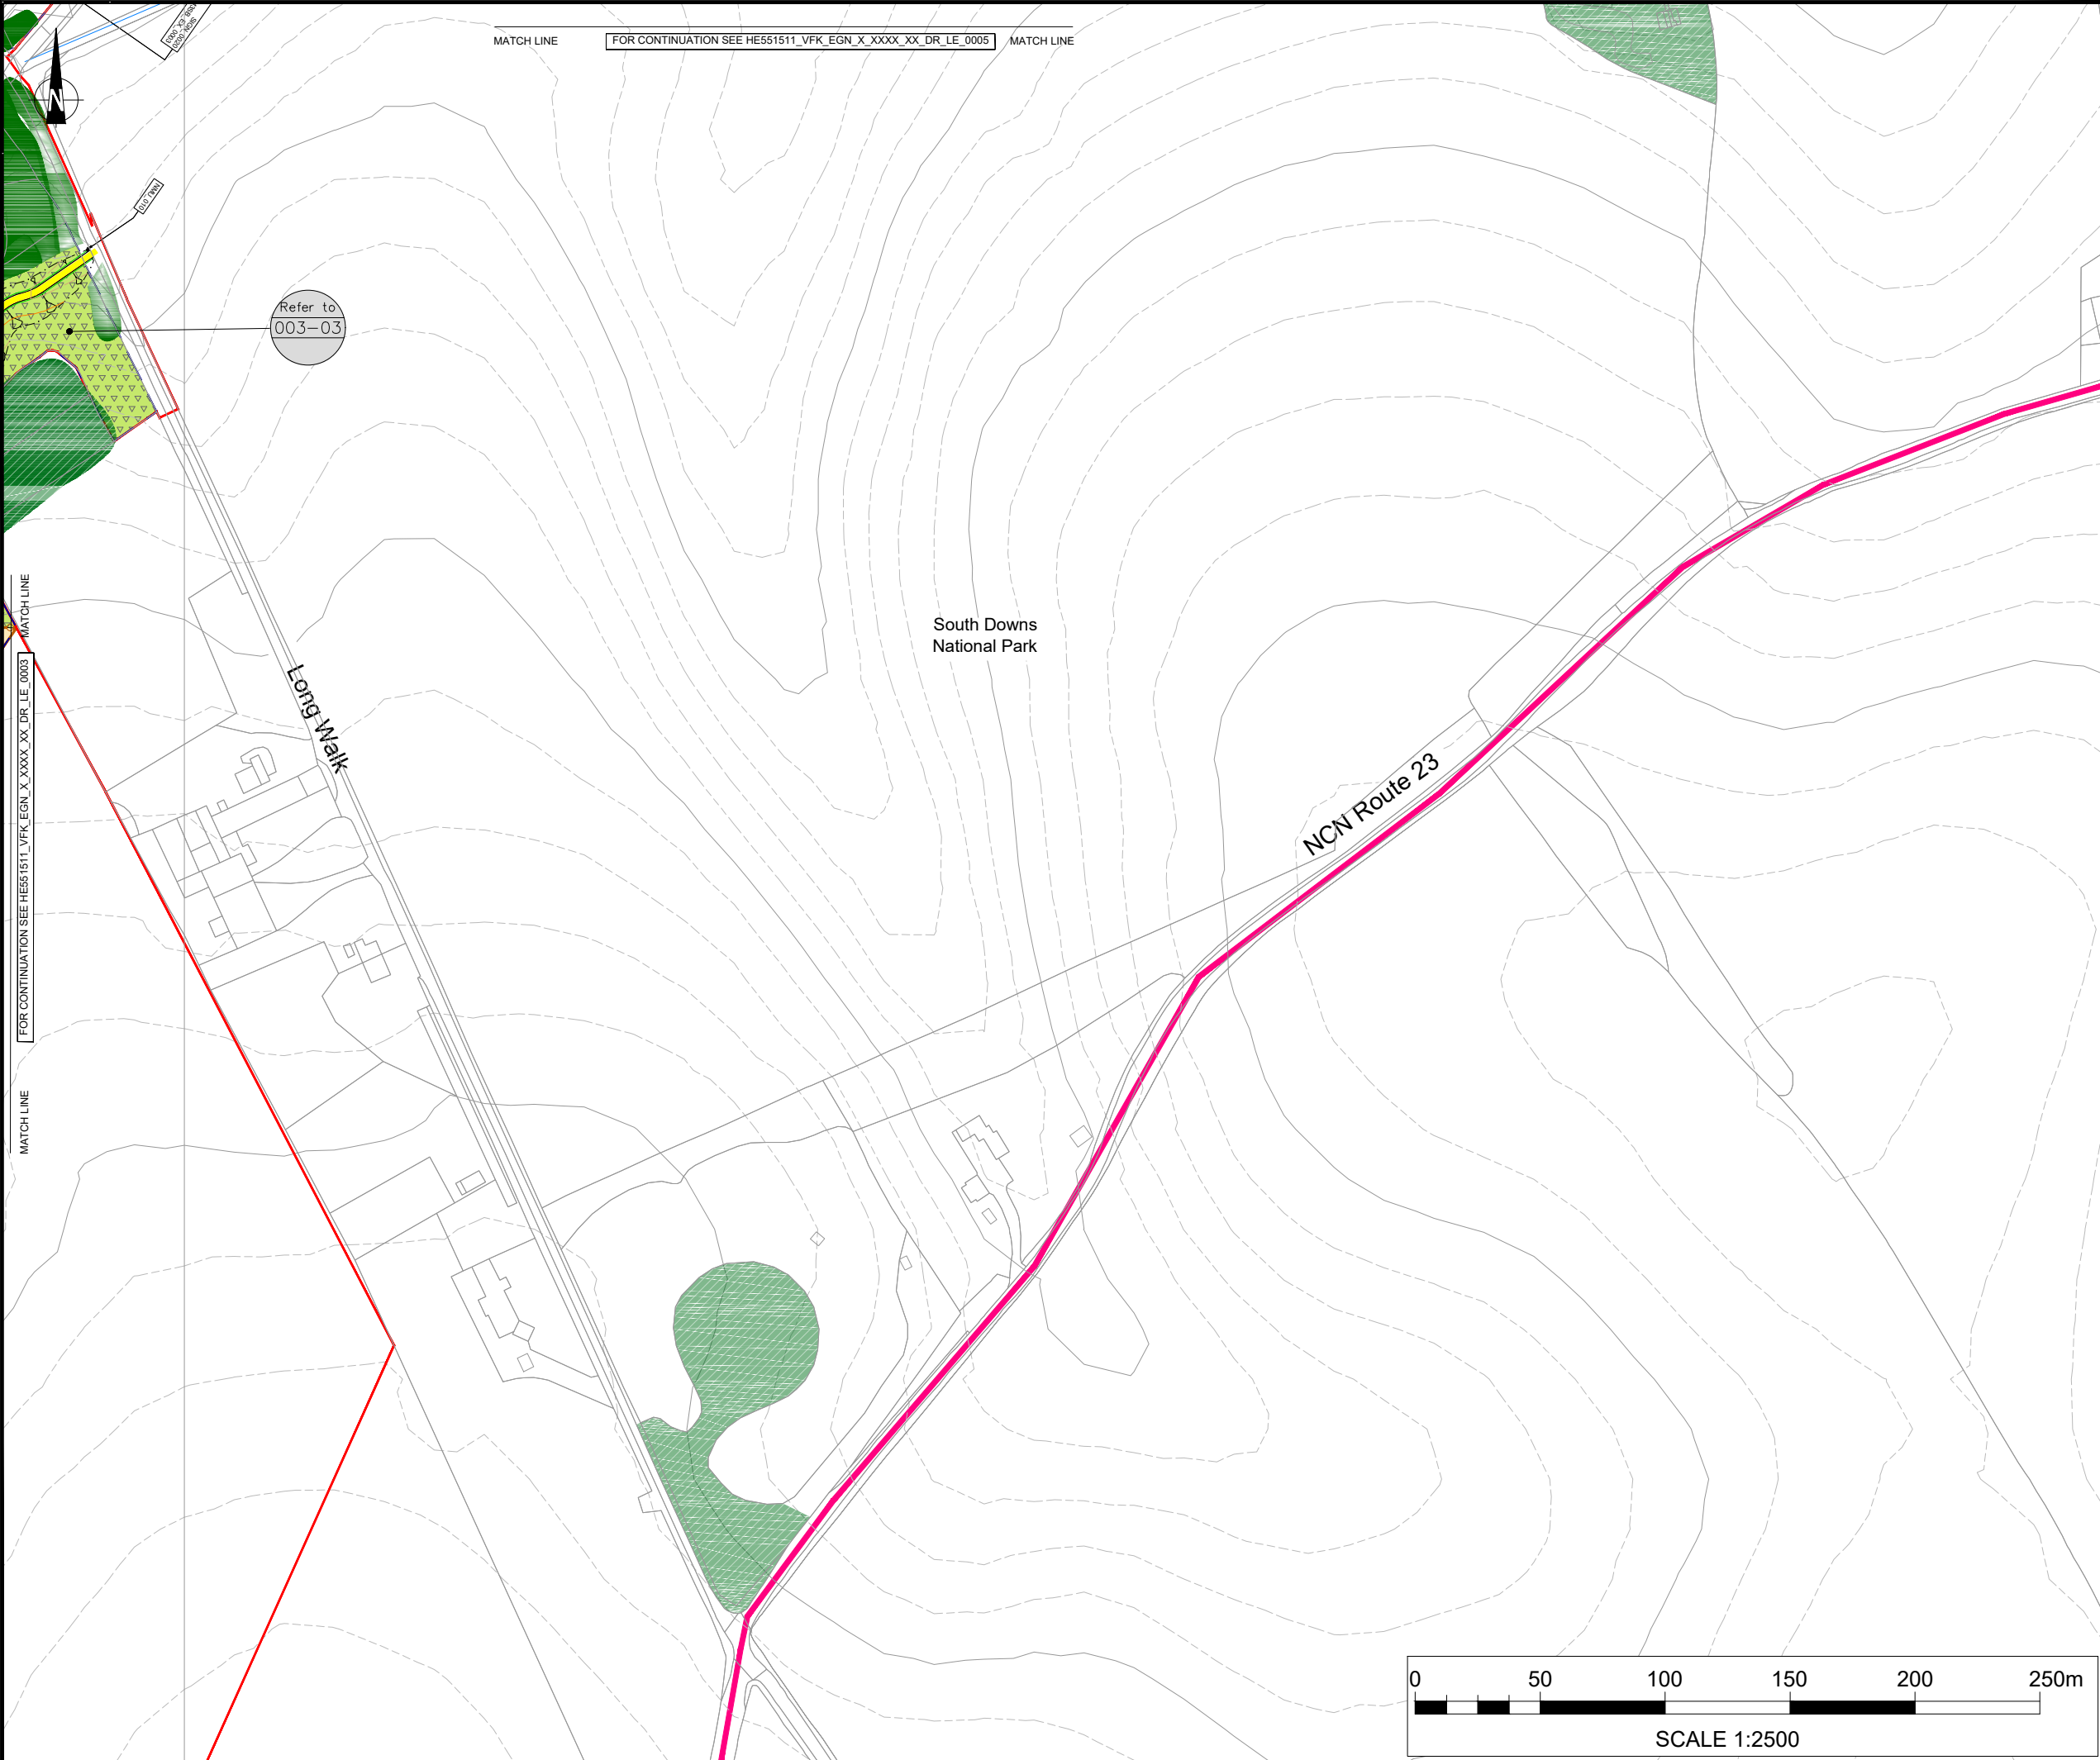 MATCH LINE
FOR CONTINUATION SEE HE551511_VFK_EGN_X_XXXX_XX_DR_LE_0005
MATCH LINE
N
NMU 010
Refer to
003-03
MATCH LINE
FOR CONTINUATION SEE HE551511_VFK_EGN_X_XXXX_XX_DR_LE_0003
MATCH LINE
Long Walk
South Downs
National Park
NCN Route 23
0 50 100 150 200 250m
SCALE 1:2500